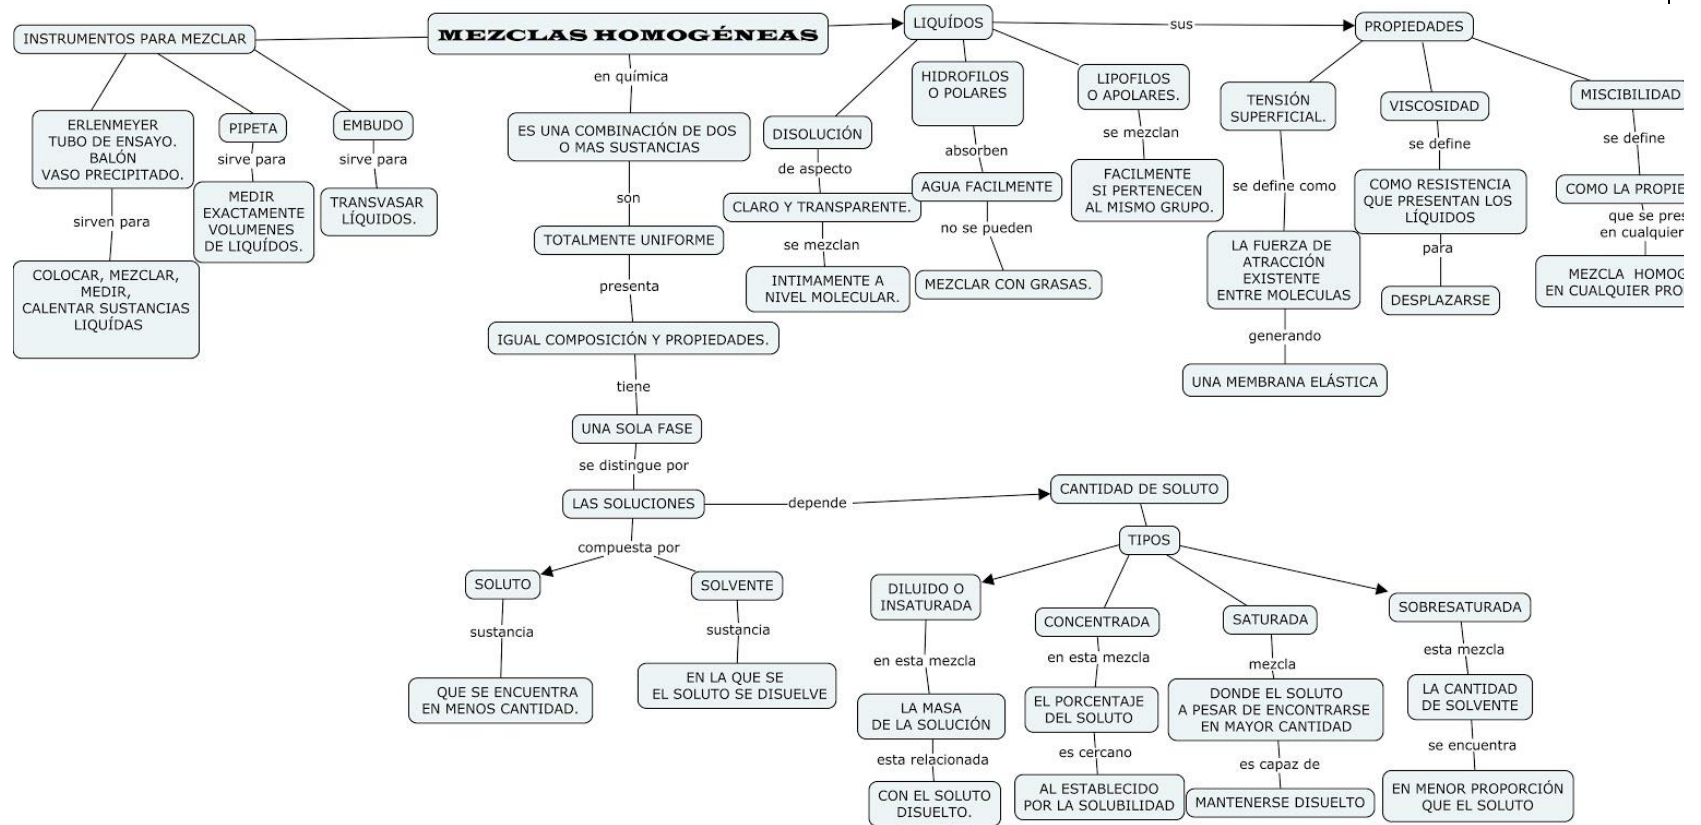 MEZCLAS HOMOGÉNEAS
INSTRUMENTOS PARA MEZCLAR
ERLENMEYER
TUBO DE ENSAYO.
BALÓN
VASO PRECIPITADO.
sirven para
COLOCAR, MEZCLAR,
MEDIR,
CALENTAR SUSTANCIAS
LIQUÍDAS
PIPETA
sirve para
MEDIR
EXACTAMENTE
VOLUMENES
DE LIQUÍDOS.
EMBUDO
sirve para
TRANSVASAR
LÍQUIDOS.
en química
ES UNA COMBINACIÓN DE DOS
O MAS SUSTANCIAS
son
TOTALMENTE UNIFORME
presenta
IGUAL COMPOSICIÓN Y PROPIEDADES.
tiene
UNA SOLA FASE
se distingue por
LAS SOLUCIONES
compuesta por
SOLUTO
sustancia
QUE SE ENCUENTRA
EN MENOS CANTIDAD.
SOLVENTE
sustancia
EN LA QUE SE
EL SOLUTO SE DISUELVE
depende
CANTIDAD DE SOLUTO
TIPOS
DILUIDO O
INSATURADA
en esta mezcla
LA MASA
DE LA SOLUCIÓN
esta relacionada
CON EL SOLUTO
DISUELTO.
CONCENTRADA
en esta mezcla
EL PORCENTAJE
DEL SOLUTO
es cercano
AL ESTABLECIDO
POR LA SOLUBILIDAD
SATURADA
mezcla
DONDE EL SOLUTO
A PESAR DE ENCONTRARSE
EN MAYOR CANTIDAD
es capaz de
MANTENERSE DISUELTO
SOBRESATURADA
esta mezcla
LA CANTIDAD
DE SOLVENTE
se encuentra
EN MENOR PROPORCIÓN
QUE EL SOLUTO
LIQUÍDOS
DISOLUCIÓN
de aspecto
CLARO Y TRANSPARENTE.
se mezclan
INTIMAMENTE A
NIVEL MOLECULAR.
HIDROFILOS
O POLARES
absorben
AGUA FACILMENTE
no se pueden
MEZCLAR CON GRASAS.
LIPOFILOS
O APOLARES.
se mezclan
FACILMENTE
SI PERTENECEN
AL MISMO GRUPO.
sus
PROPIEDADES
TENSIÓN
SUPERFICIAL.
se define como
LA FUERZA DE
ATRACCIÓN
EXISTENTE
ENTRE MOLECULAS
generando
UNA MEMBRANA ELÁSTICA
VISCOSIDAD
se define
COMO RESISTENCIA
QUE PRESENTAN LOS
LÍQUIDOS
para
DESPLAZARSE
MISCIBILIDAD
se define
COMO LA
que se
en
MEZCLA
EN CUALQUIER